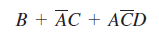 B + A̅C + AC̅D